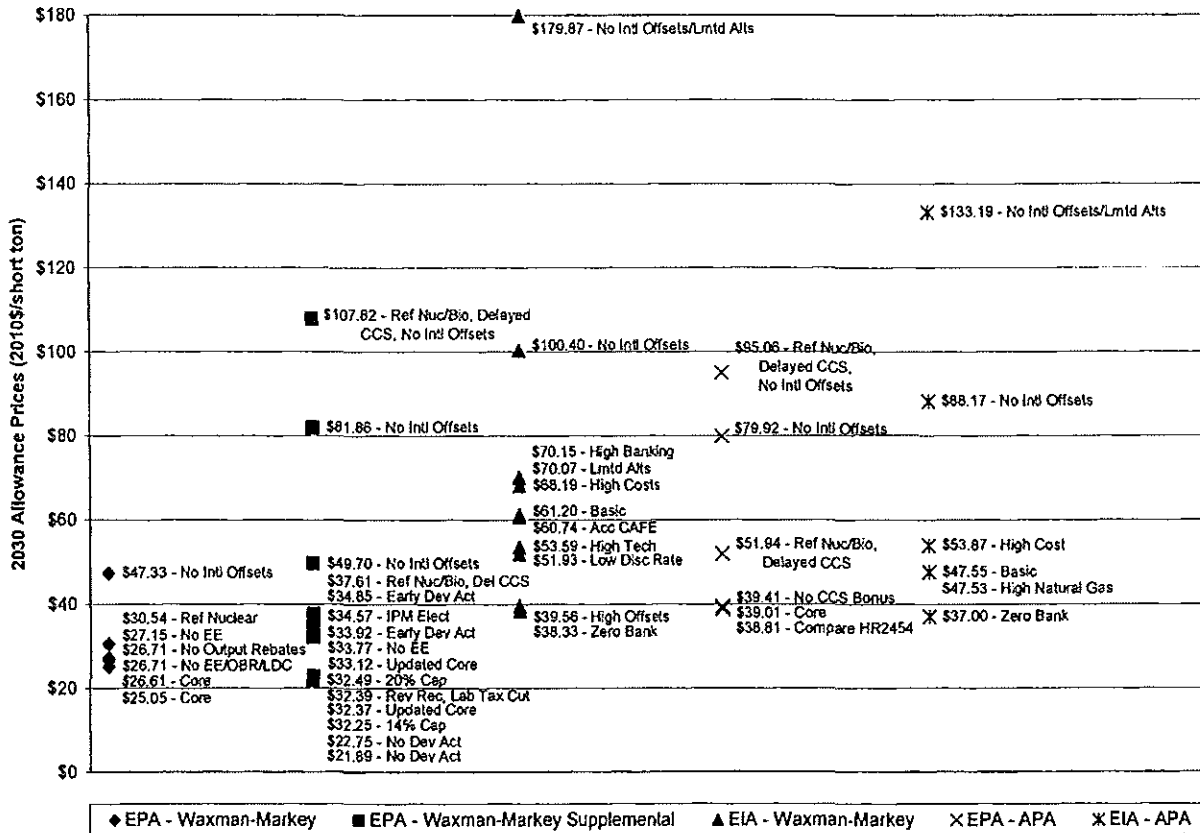 2030 Allowance Prices (2010$/short ton)
$180
$160
$140
$120
$100
$80
$60
$40
$20
$0
$47.33 - No Intl Offsets
$30.54 - Ref Nuclear
$27.15 - No EE
$26.71 - No Output Rebates
$26.71 - No EE/OBR/LDC
$26.61 - Core
$25.05 - Core
$107.82 - Ref Nuc/Bio, Delayed
CCS, No Intl Offsets
$81.86 - No Intl Offsets
$49.70 - No Intl Offsets
$37.61 - Ref Nuc/Bio, Del CCS
$34.85 - Early Dev Act
$34.57 - IPM Elect
$33.92 - Early Dev Act
$33.77 - No EE
$33.12 - Updated Core
$32.49 - 20% Cap
$32.39 - Rev Rec, Lab Tax Cut
$32.37 - Updated Core
$32.25 - 14% Cap
$22.75 - No Dev Act
$21.89 - No Dev Act
$179.87 - No Intl Offsets/Lmtd Alts
$100.40 - No Intl Offsets
$70.15 - High Banking
$70.07 - Lmtd Alts
$68.19 - High Costs
$61.20 - Basic
$60.74 - Acc CAFE
$53.59 - High Tech
$51.93 - Low Disc Rate
$39.56 - High Offsets
$38.33 - Zero Bank
$95.06 - Ref Nuc/Bio,
Delayed CCS,
No Intl Offsets
$79.92 - No Intl Offsets
$51.94 - Ref Nuc/Bio,
Delayed CCS
$39.41 - No CCS Bonus
$39.01 - Core
$38.81 - Compare HR2454
$133.19 - No Intl Offsets/Lmtd Alts
$88.17 - No Intl Offsets
$53.87 - High Cost
$47.55 - Basic
$47.53 - High Natural Gas
$37.00 - Zero Bank
EPA - Waxman-Markey
EPA - Waxman-Markey Supplemental
EIA - Waxman-Markey
EPA - APA
EIA - APA